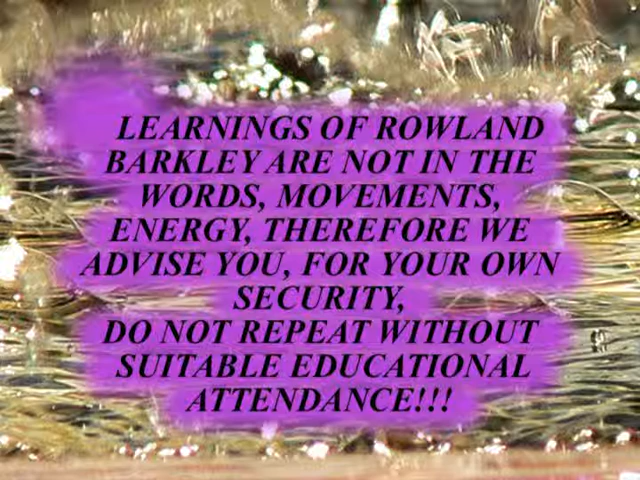 LEARNINGS OF ROWLAND
BARKLEY ARE NOT IN THE
WORDS, MOVEMENTS,
ENERGY, THEREFORE WE
ADVISE YOU, FOR YOUR OWN
SECURITY,
DO NOT REPEAT WITHOUT
SUITABLE EDUCATIONAL
ATTENDANCE!!!